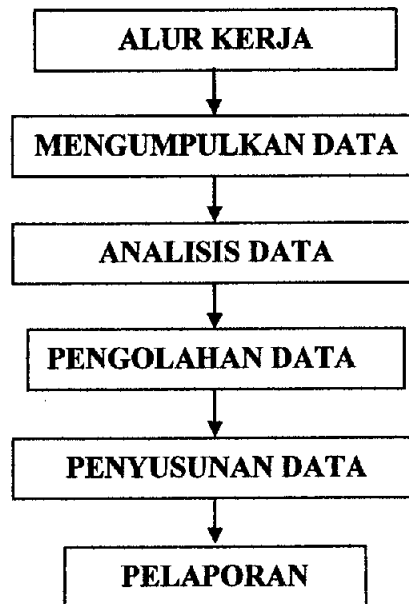 ALUR KERJA
MENGUMPULKAN DATA
ANALISIS DATA
PENGOLAHAN DATA
PENYUSUNAN DATA
PELAPORAN